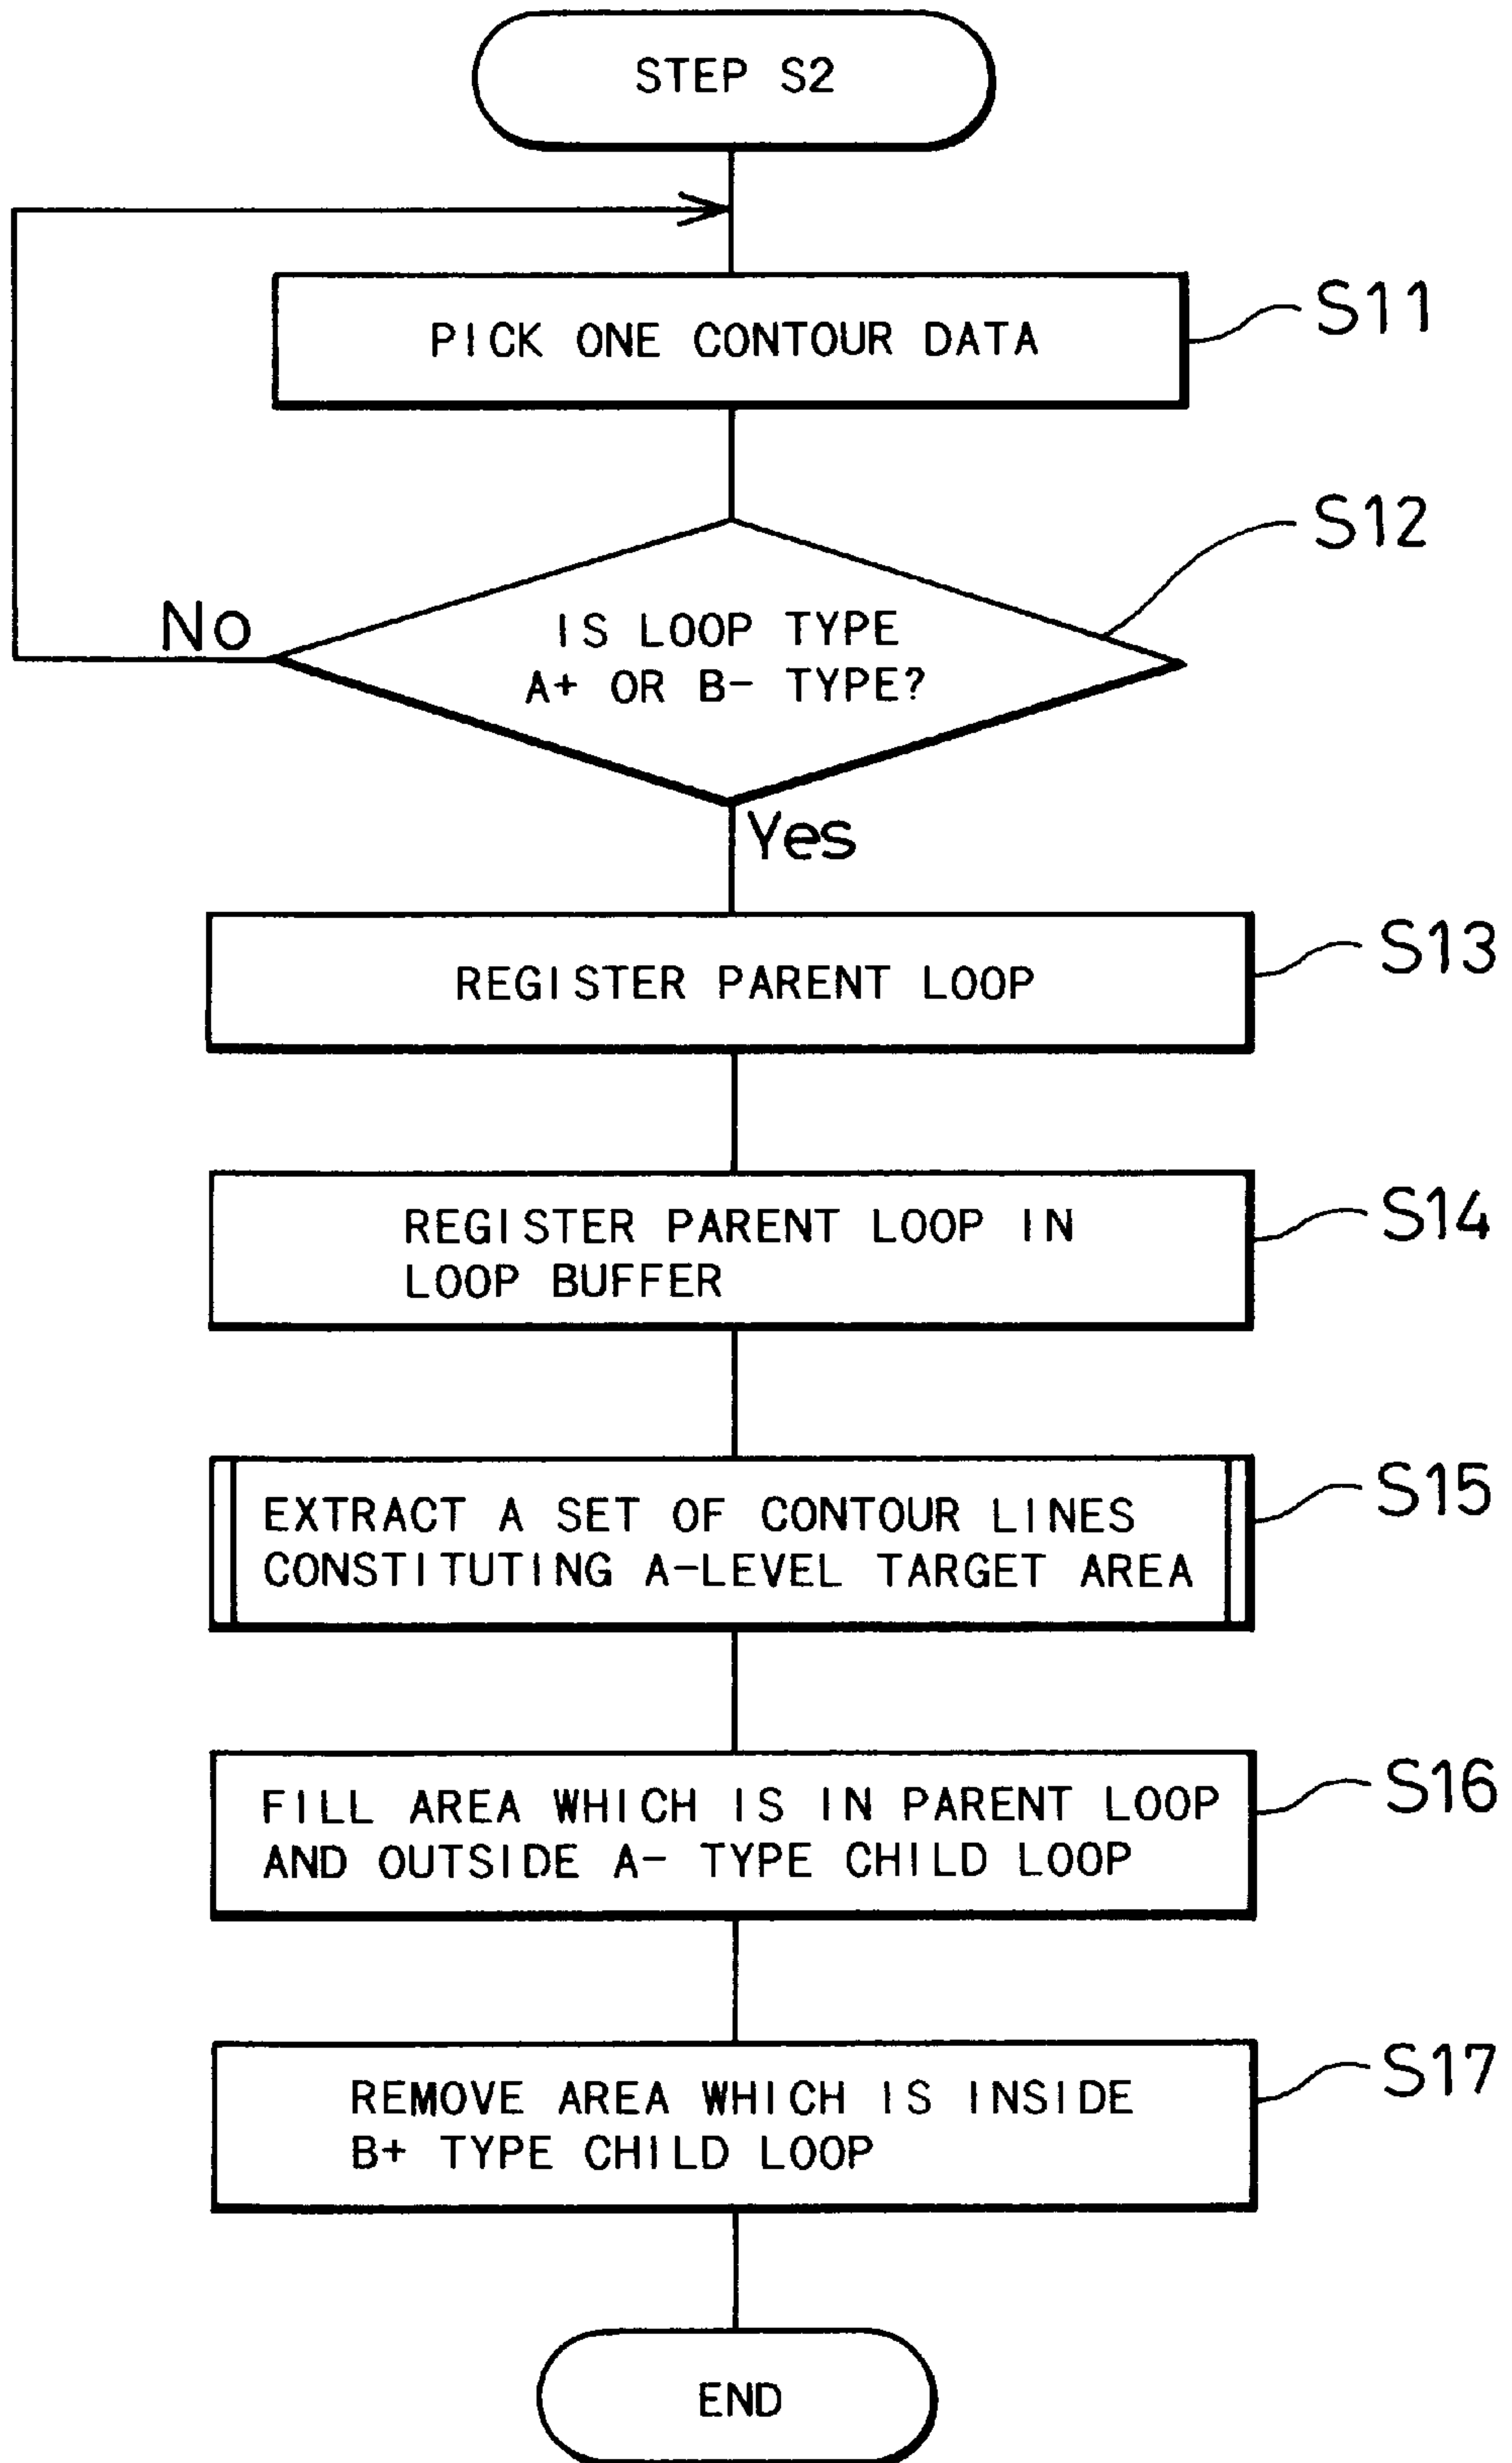 STEP S2
PICK ONE CONTOUR DATA
S11
S12
IS LOOP TYPE
A+ OR B- TYPE?
No
Yes
REGISTER PARENT LOOP
S13
REGISTER PARENT LOOP IN
LOOP BUFFER
S14
EXTRACT A SET OF CONTOUR LINES
CONSTITUTING A-LEVEL TARGET AREA
S15
FILL AREA WHICH IS IN PARENT LOOP
AND OUTSIDE A- TYPE CHILD LOOP
S16
REMOVE AREA WHICH IS INSIDE
B+ TYPE CHILD LOOP
S17
END